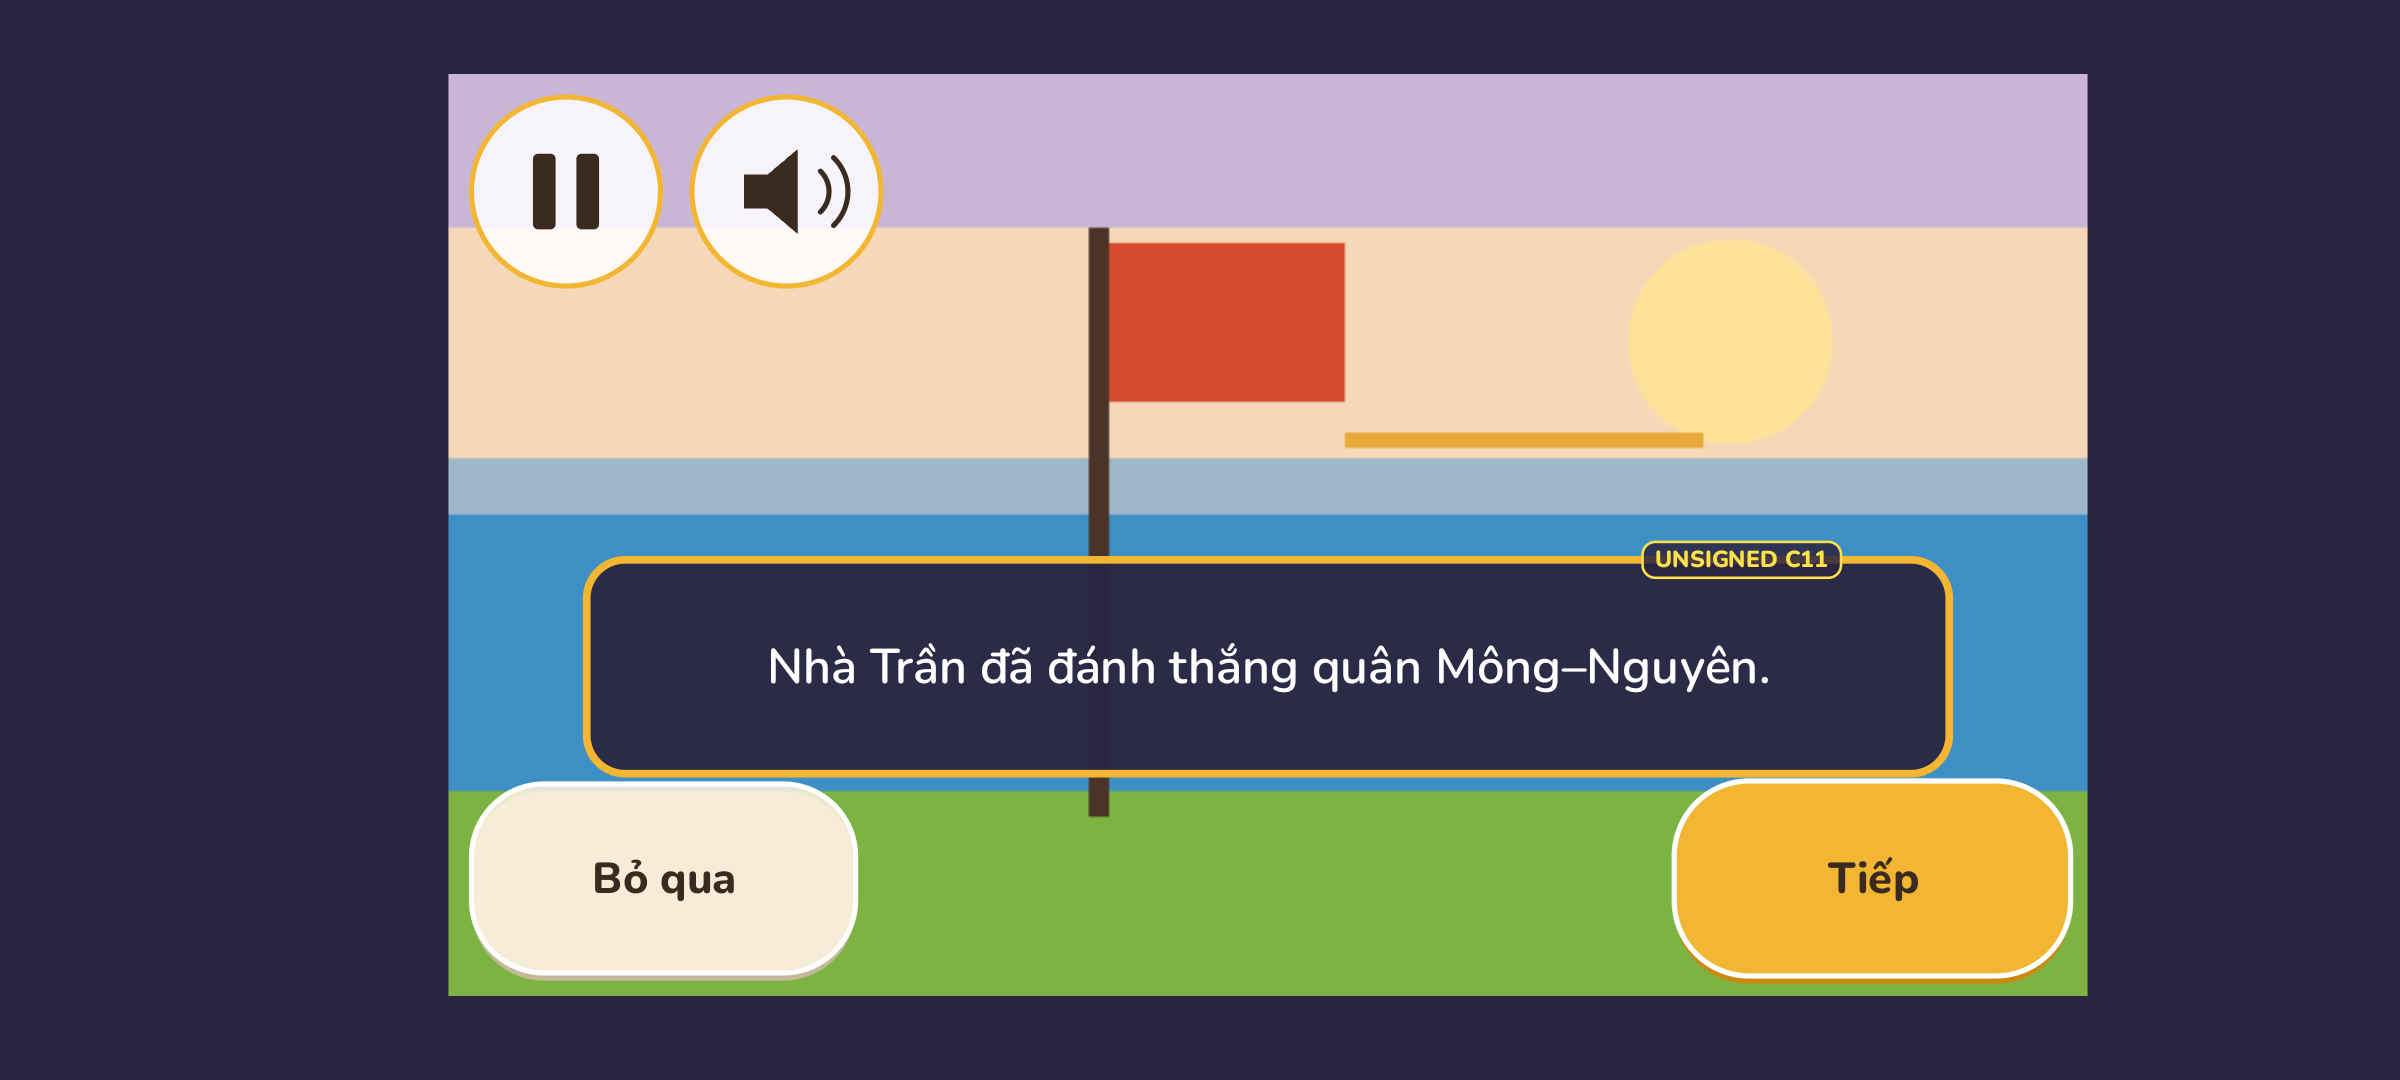 UNSIGNED C11
Nhà Trần đã đánh thắng quân Mông–Nguyên.
Bỏ qua
Tiếp